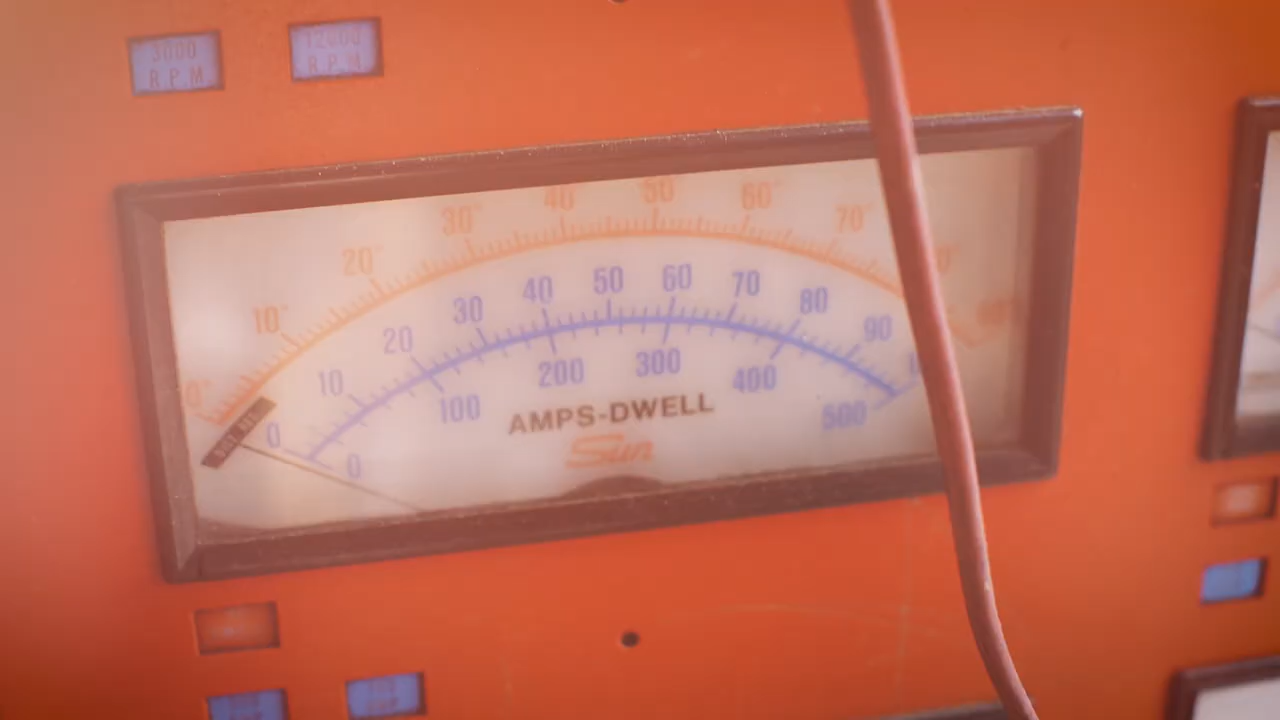 3000
R P M
12000
R P M
0° 10° 20° 30° 40° 50° 60° 70°
0 10 20 30 40 50 60 70 80 90
0 100 200 300 400 500
AMPS-DWELL
Sun